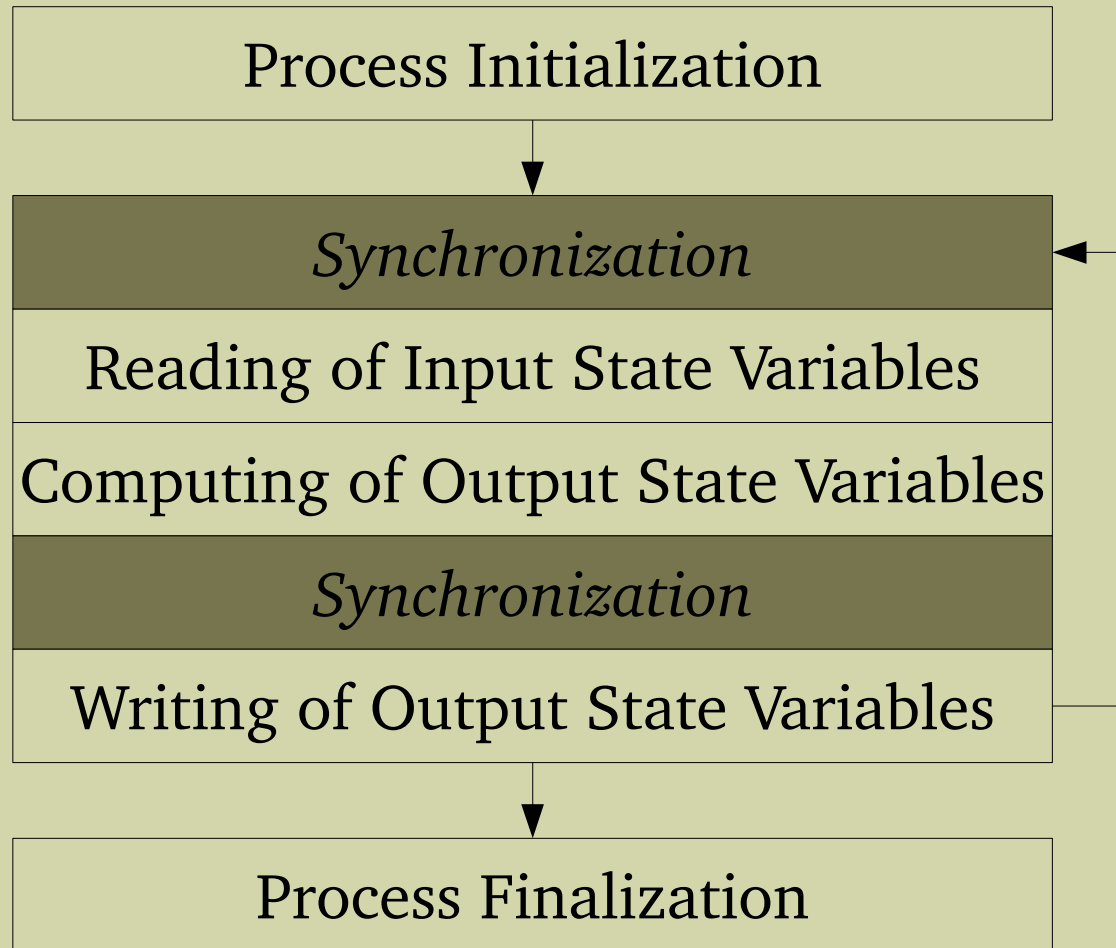 Process Initialization
Synchronization
Reading of Input State Variables
Computing of Output State Variables
Synchronization
Writing of Output State Variables
Process Finalization